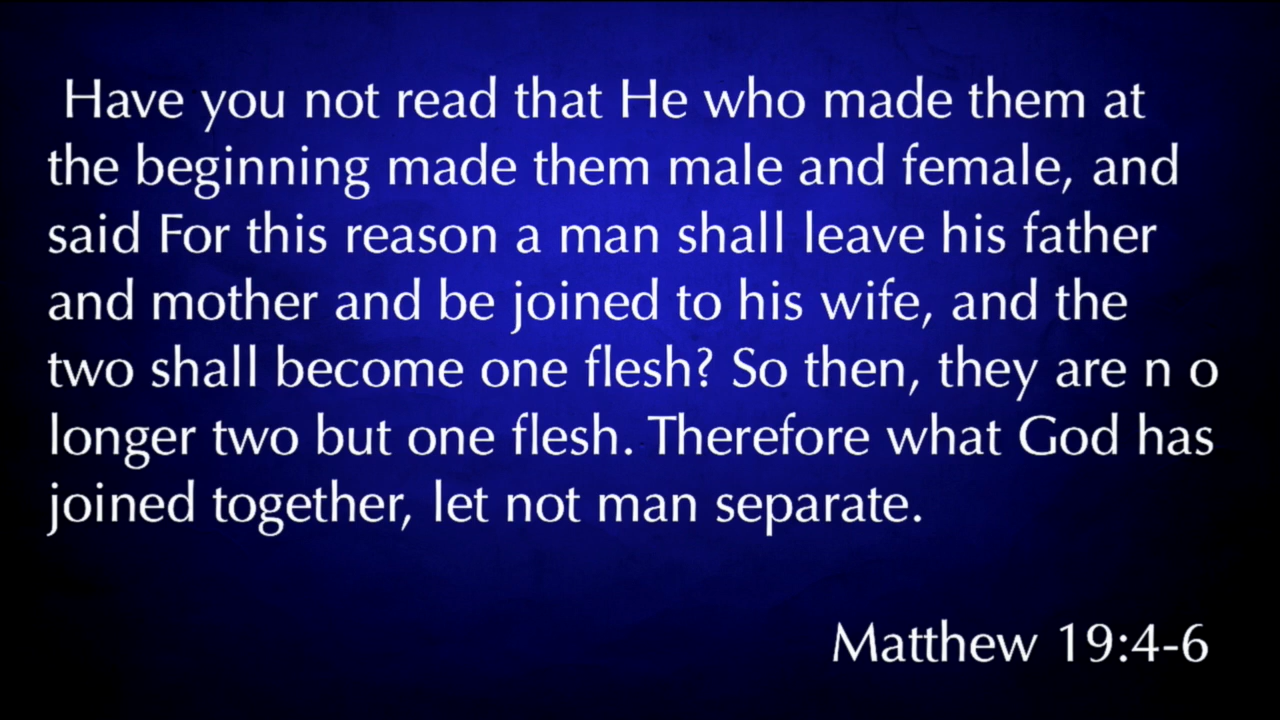 Have you not read that He who made them at
the beginning made them male and female, and
said For this reason a man shall leave his father
and mother and be joined to his wife, and the
two shall become one flesh? So then, they are n o
longer two but one flesh. Therefore what God has
joined together, let not man separate.
Matthew 19:4-6